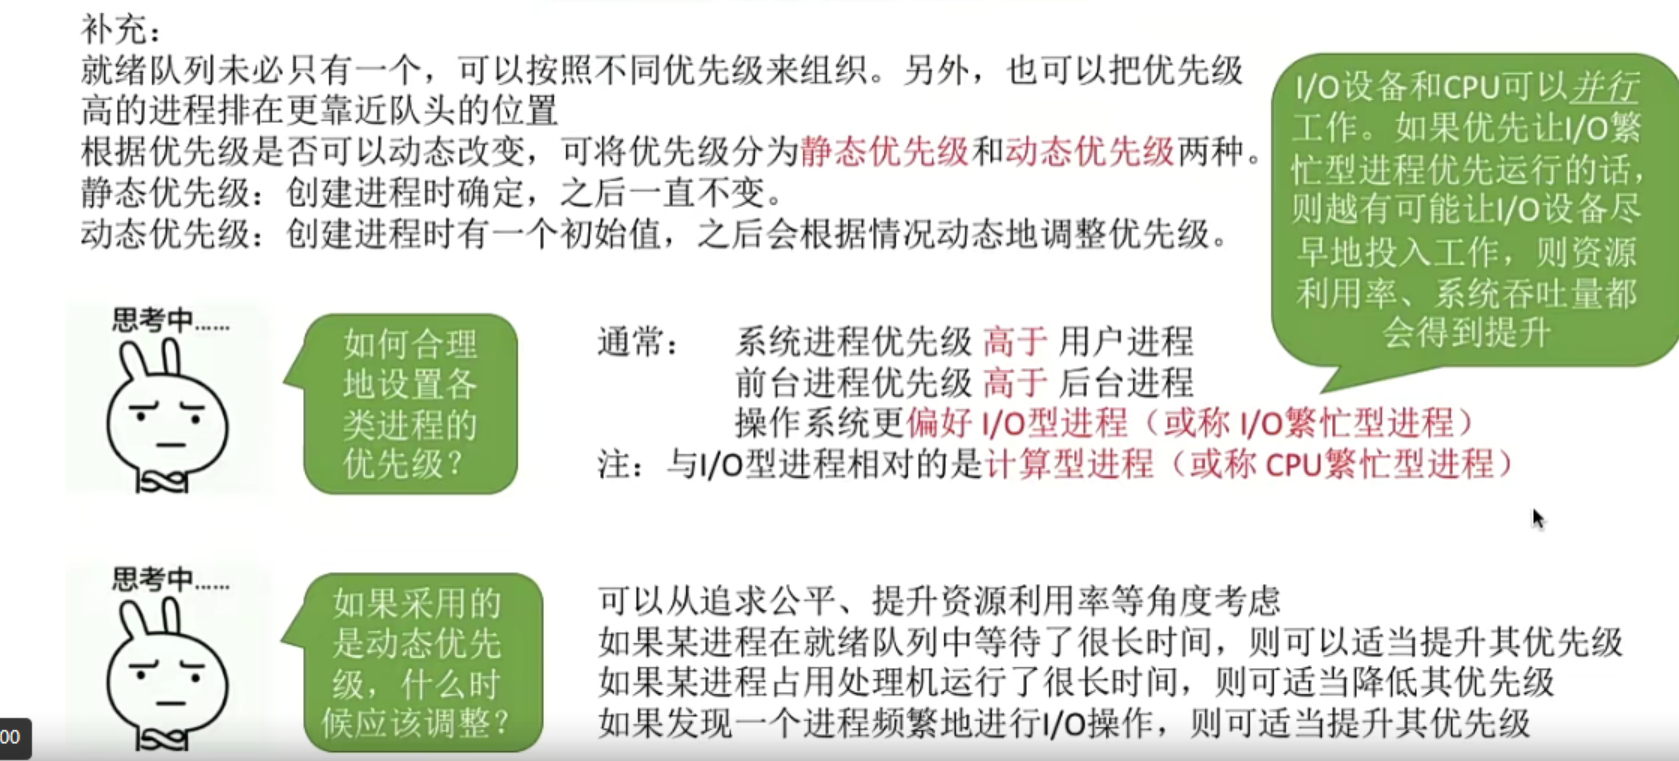 补充：
就绪队列未必只有一个，可以按照不同优先级来组织。另外，也可以把优先级
高的进程排在更靠近队头的位置
根据优先级是否可以动态改变，可将优先级分为静态优先级和动态优先级两种。
静态优先级：创建进程时确定，之后一直不变。
动态优先级：创建进程时有一个初始值，之后会根据情况动态地调整优先级。
I/O设备和CPU可以并行
工作。如果优先让I/O繁
忙型进程优先运行的话，
则越有可能让I/O设备尽
早地投入工作，则资源
利用率、系统吞吐量都
会得到提升
思考中......
如何合理
地设置各
类进程的
优先级？
通常： 系统进程优先级 高于 用户进程
前台进程优先级 高于 后台进程
操作系统更偏好 I/O型进程（或称 I/O繁忙型进程）
注：与I/O型进程相对的是计算型进程（或称 CPU繁忙型进程）
思考中......
如果采用的
是动态优先
级，什么时
候应该调整？
可以从追求公平、提升资源利用率等角度考虑
如果某进程在就绪队列中等待了很长时间，则可以适当提升其优先级
如果某进程占用处理机运行了很长时间，则可适当降低其优先级
如果发现一个进程频繁地进行I/O操作，则可适当提升其优先级
00